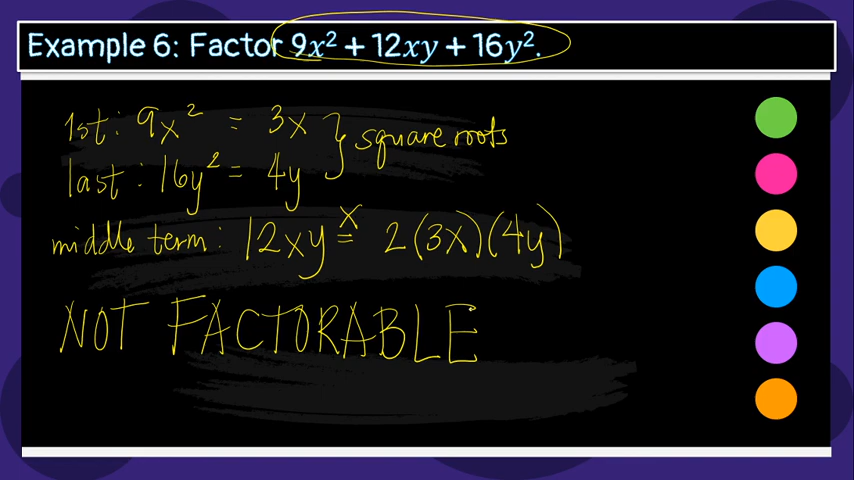 Example 6: Factor 9x² + 12xy + 16y².
1st: 9x² = 3x } square roots
last: 16y² = 4y
middle term: 12xy =ˣ 2(3x)(4y)
NOT FACTORABLE